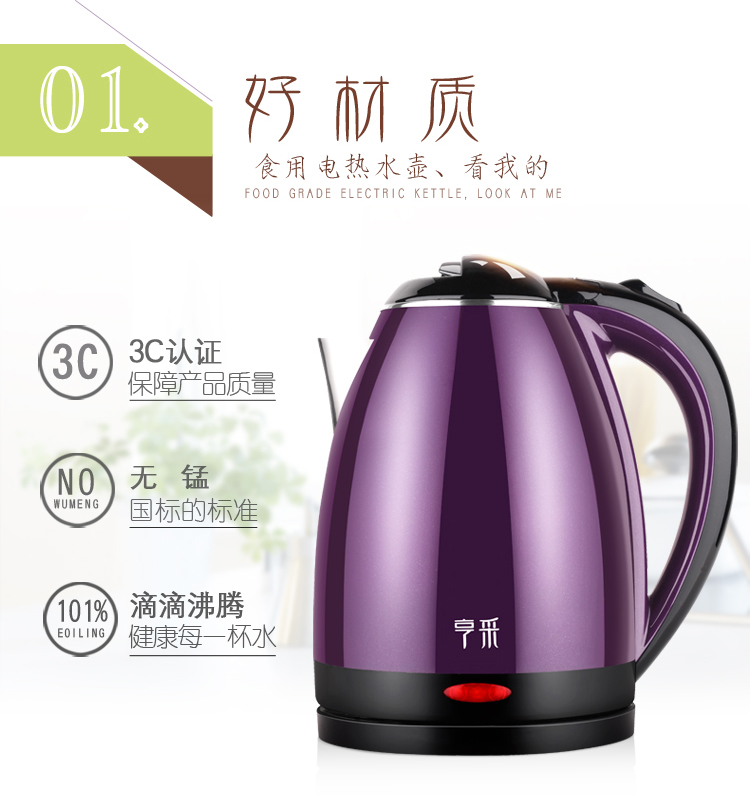 01.
好材质
食用电热水壶、看我的
FOOD GRADE ELECTRIC KETTLE, LOOK AT ME
3C
3C认证
保障产品质量
NO
WUMENG
无 锰
国标的标准
101%
EOILING
滴滴沸腾
健康每一杯水
亨采